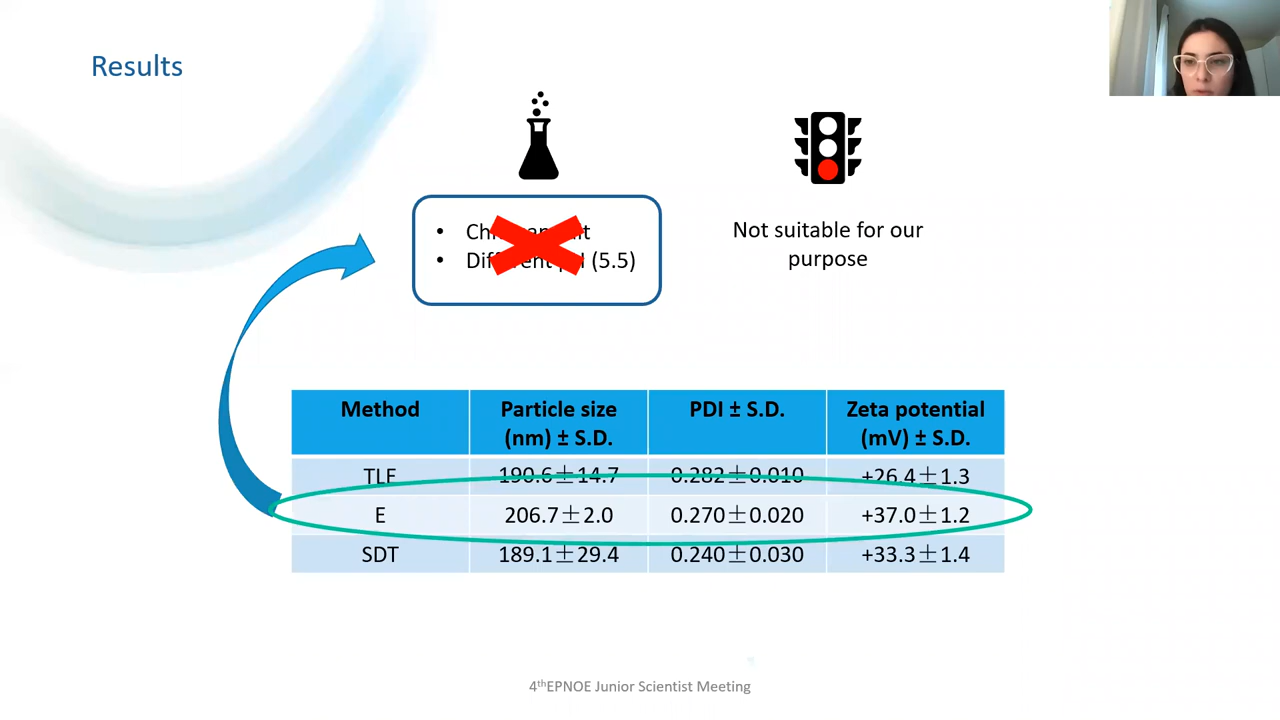 Results
• Different pH (5.5)
Not suitable for our
purpose
Method
Particle size
(nm) ± S.D.
PDI ± S.D.
Zeta potential
(mV) ± S.D.
TLE 190.6±14.7 0.282±0.010 +26.4±1.3
E 206.7±2.0 0.270±0.020 +37.0±1.2
SDT 189.1±29.4 0.240±0.030 +33.3±1.4
4thEPNOE Junior Scientist Meeting